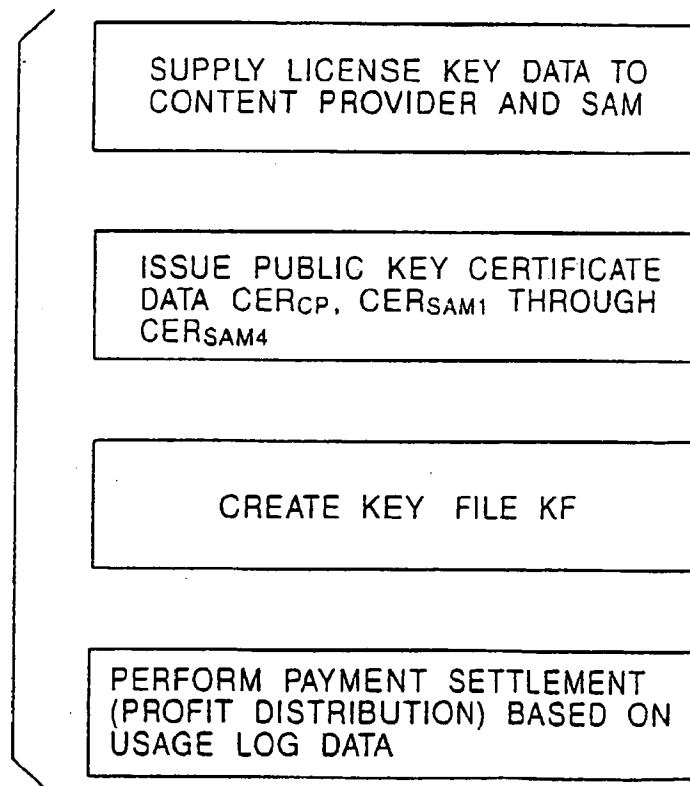 SUPPLY LICENSE KEY DATA TO
CONTENT PROVIDER AND SAM
ISSUE PUBLIC KEY CERTIFICATE
DATA CERCP, CERSAM1 THROUGH
CERSAM4
CREATE KEY FILE KF
PERFORM PAYMENT SETTLEMENT
(PROFIT DISTRIBUTION) BASED ON
USAGE LOG DATA